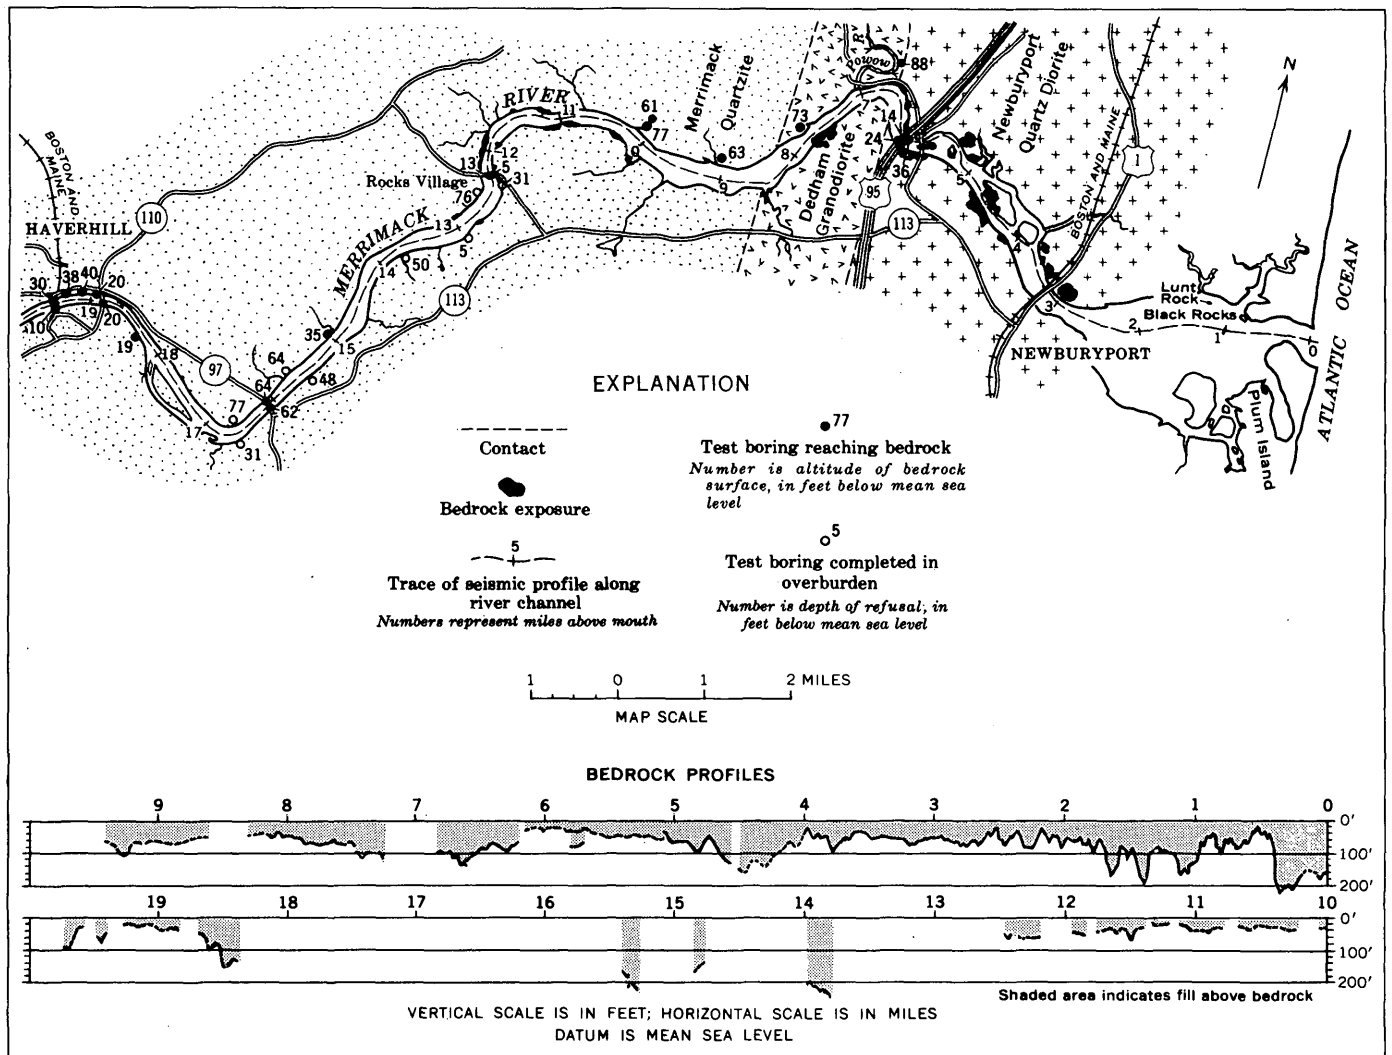 88
Powow
R
Newburyport
Quartz Diorite
Merrimack
Quartzite
N
RIVER
11
61
77
73
7
14
24
63
8
9
9
12
13
5
31
Rocks Village
76
36
95
5
1
BOSTON AND MAINE
Dedham
Granodiorite
BOSTON AND
MAINE
110
HAVERHILL
MERRIMACK
13
5
14
50
113
113
4
3
30
38
40
20
10
19
20
19
18
35
15
97
64
64
48
62
77
17
31
Lunt
Rock
Black Rocks
2
1
0
NEWBURYPORT
ATLANTIC OCEAN
Plum Island
EXPLANATION
Contact
Bedrock exposure
5
Trace of seismic profile along
river channel
Numbers represent miles above mouth
77
Test boring reaching bedrock
Number is altitude of bedrock
surface, in feet below mean sea
level
5
Test boring completed in
overburden
Number is depth of refusal, in
feet below mean sea level
1 0 1 2 MILES
MAP SCALE
BEDROCK PROFILES
9 8 7 6 5 4 3 2 1 0
0'
100'
200'
19 18 17 16 15 14 13 12 11 10
0'
100'
200'
Shaded area indicates fill above bedrock
VERTICAL SCALE IS IN FEET; HORIZONTAL SCALE IS IN MILES
DATUM IS MEAN SEA LEVEL